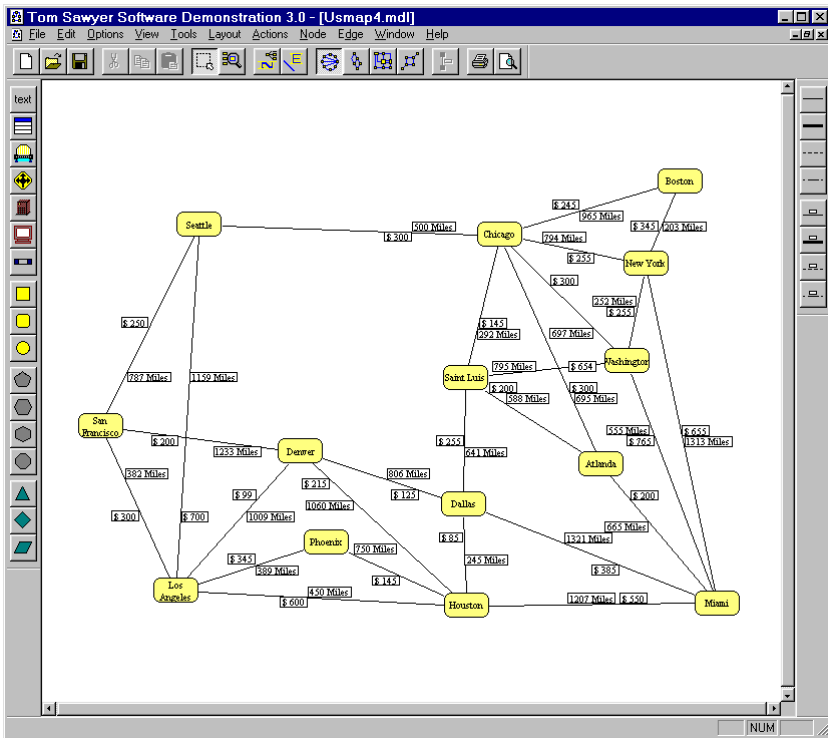 Tom Sawyer Software Demonstration 3.0 - [Usmap4.mdl]
File Edit Options View Tools Layout Actions Node Edge Window Help
text
E
Boston
$ 245
965 Miles
Seattle
500 Miles
$ 300
Chicago
$ 345
203 Miles
794 Miles
$ 255
New York
$ 300
252 Miles
$ 255
$ 250
$ 145
292 Miles
697 Miles
787 Miles
1159 Miles
Saint Luis
795 Miles
$ 654
Washington
$ 200
588 Miles
$ 300
695 Miles
San
Francisco
$ 200
1233 Miles
Denver
$ 255
641 Miles
555 Miles
$ 765
$ 655
1313 Miles
Atlanda
382 Miles
$ 215
806 Miles
$ 125
$ 99
1060 Miles
1009 Miles
Dallas
$ 200
$ 300
$ 700
665 Miles
1321 Miles
Phoenix
$ 85
$ 345
389 Miles
750 Miles
$ 145
245 Miles
$ 385
Los
Angeles
450 Miles
$ 600
Houston
1207 Miles
$ 550
Miami
NUM